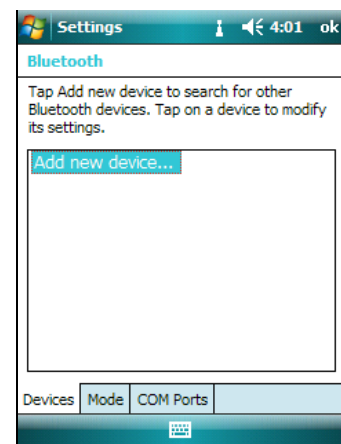 Settings 4:01 ok
Bluetooth
Tap Add new device to search for other
Bluetooth devices. Tap on a device to modify
its settings.
Add new device...
Devices Mode COM Ports